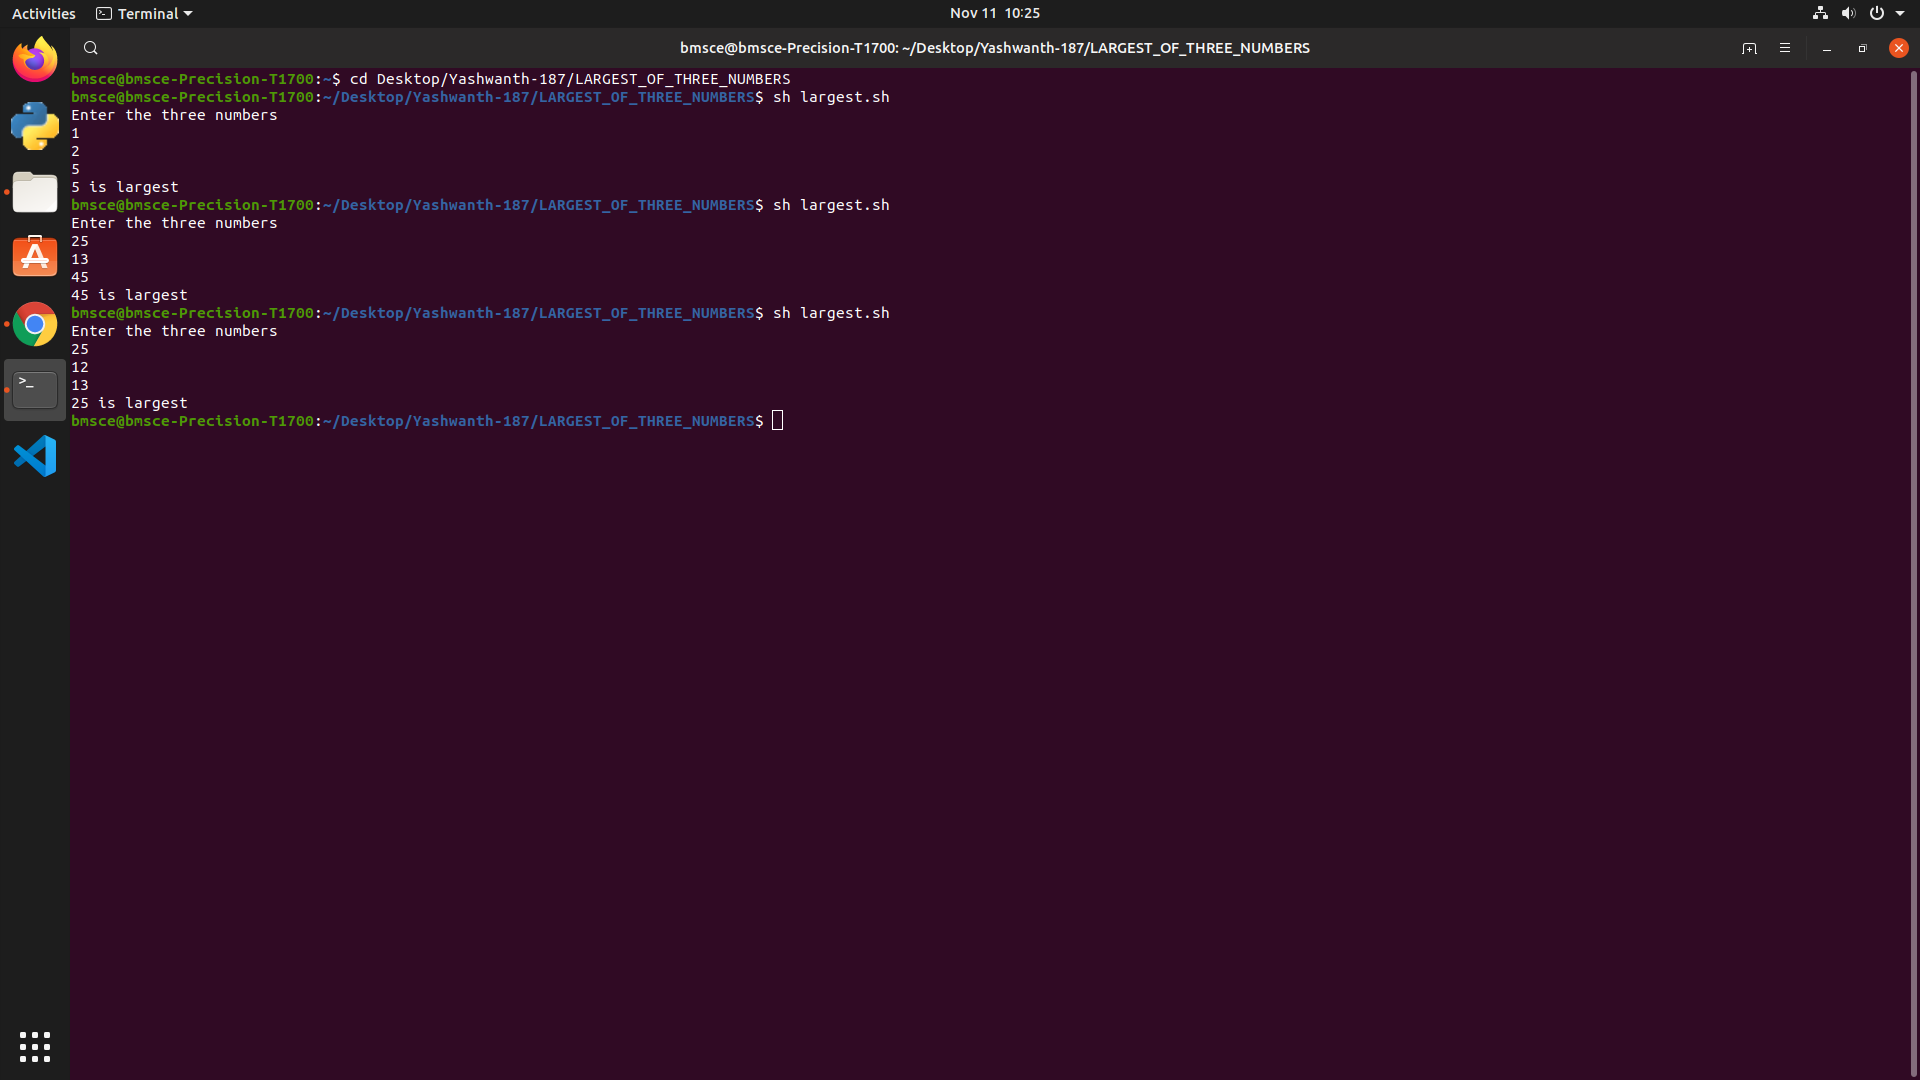 Activities
Terminal
Nov 11 10:25
bmsce@bmsce-Precision-T1700: ~/Desktop/Yashwanth-187/LARGEST_OF_THREE_NUMBERS
bmsce@bmsce-Precision-T1700:~$ cd Desktop/Yashwanth-187/LARGEST_OF_THREE_NUMBERS
bmsce@bmsce-Precision-T1700:~/Desktop/Yashwanth-187/LARGEST_OF_THREE_NUMBERS$ sh largest.sh
Enter the three numbers
1
2
5
5 is largest
bmsce@bmsce-Precision-T1700:~/Desktop/Yashwanth-187/LARGEST_OF_THREE_NUMBERS$ sh largest.sh
Enter the three numbers
25
13
45
45 is largest
bmsce@bmsce-Precision-T1700:~/Desktop/Yashwanth-187/LARGEST_OF_THREE_NUMBERS$ sh largest.sh
Enter the three numbers
25
12
13
25 is largest
bmsce@bmsce-Precision-T1700:~/Desktop/Yashwanth-187/LARGEST_OF_THREE_NUMBERS$